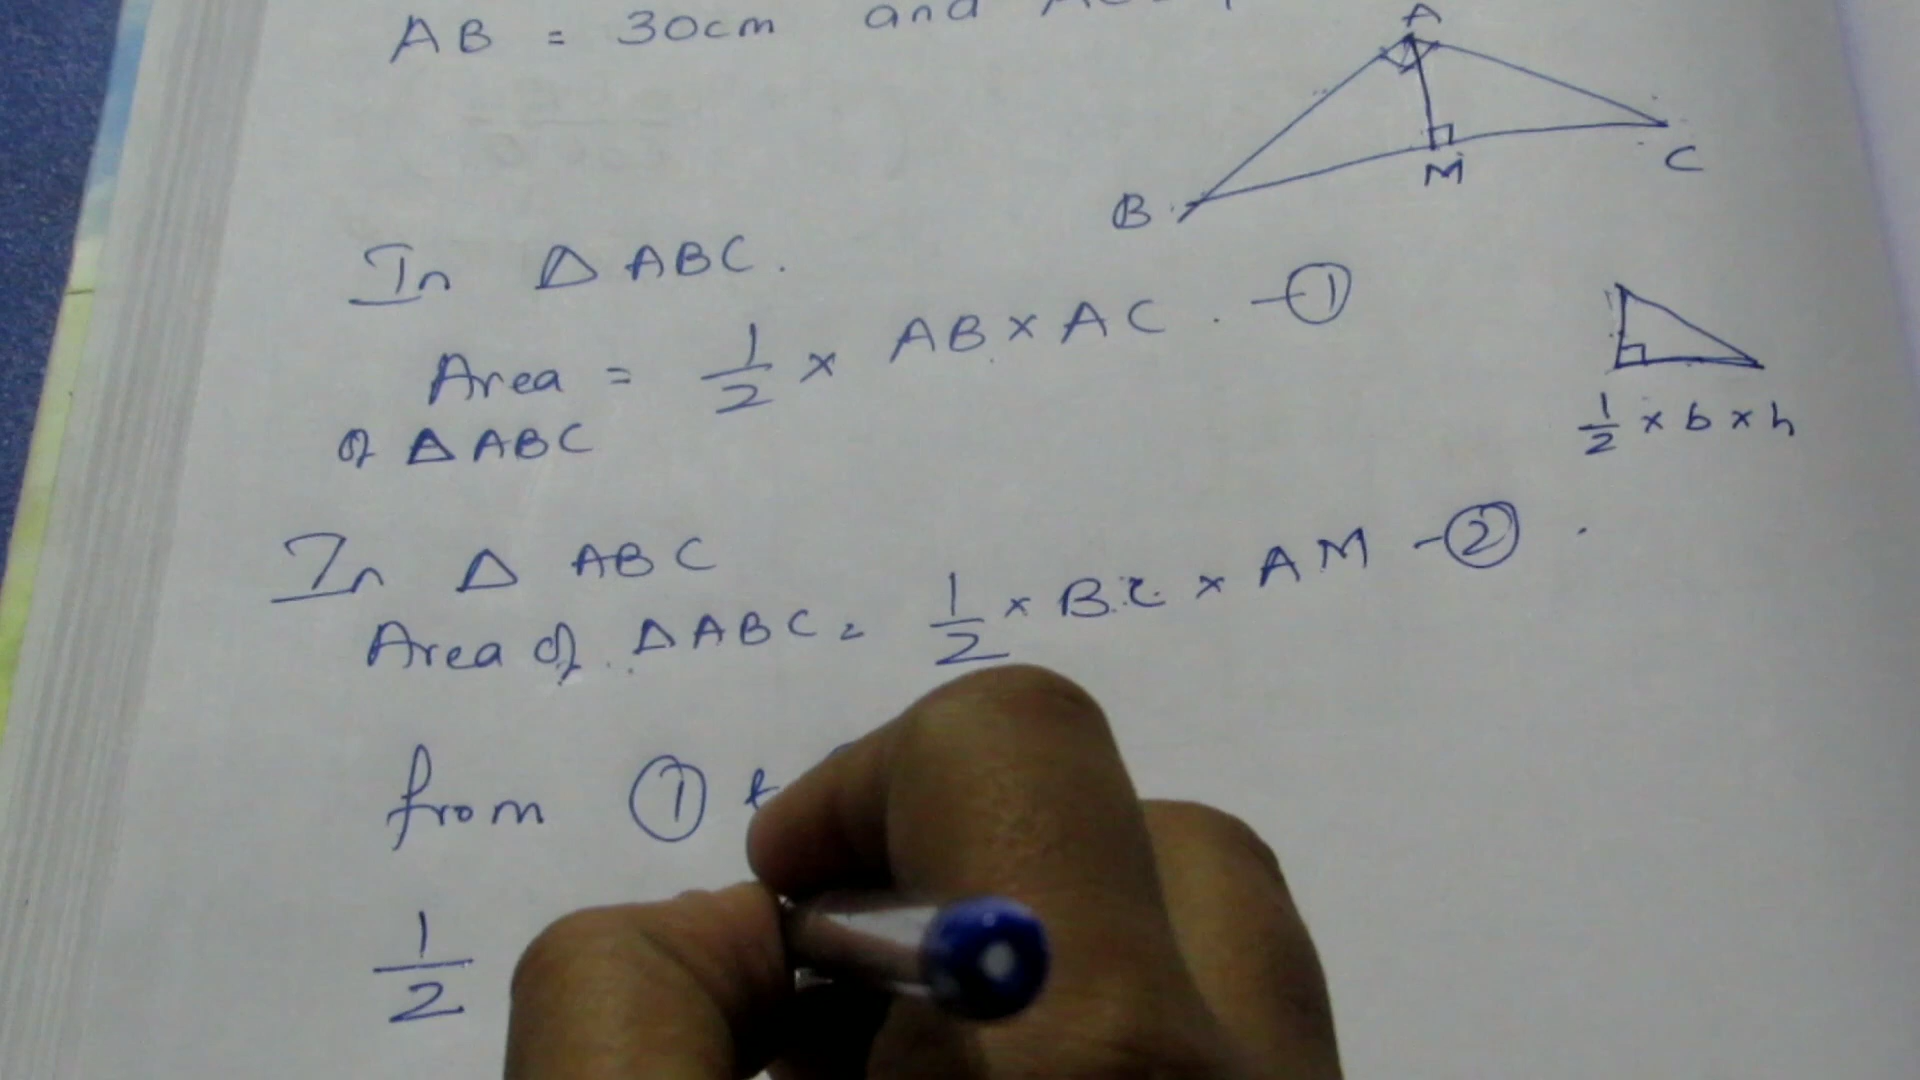 AB = 30cm and
A
B
M
C
In Δ ABC.
Area = 1/2 × AB × AC . - ①
of Δ ABC
1/2 × b × h
In Δ ABC
Area of ΔABC = 1/2 × BC × AM - ② .
from ①
1/2